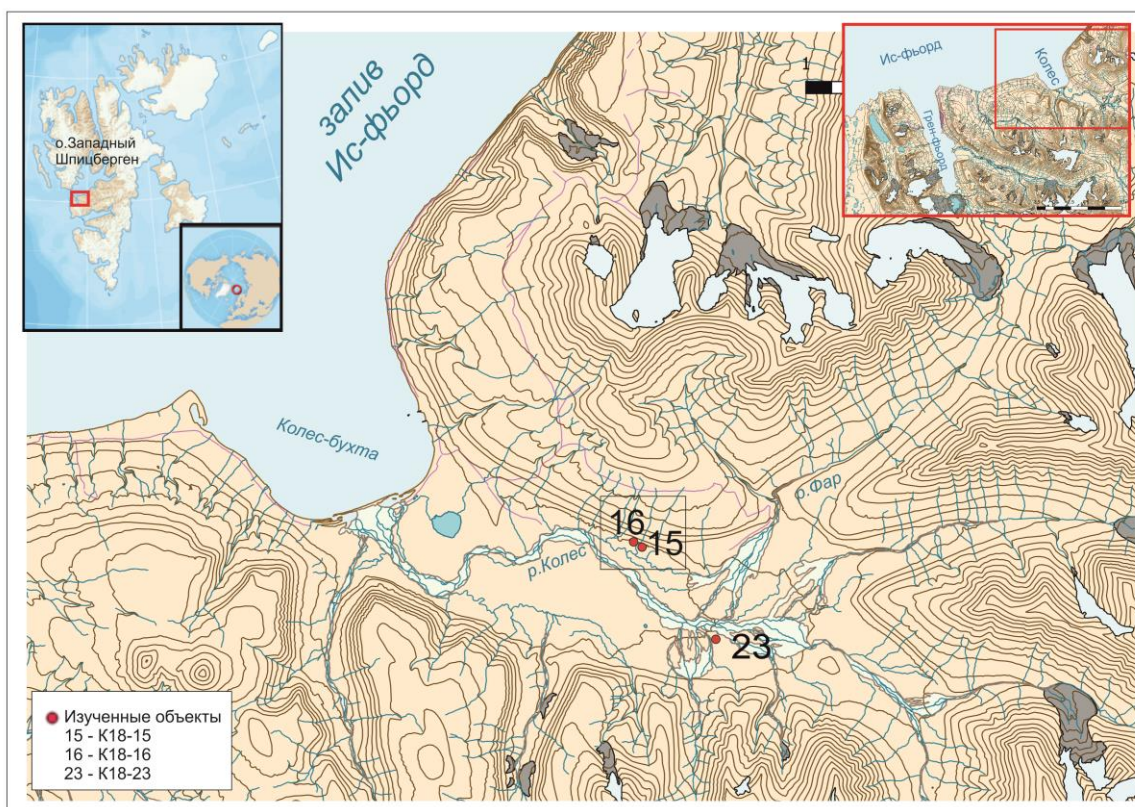 о.Западный
Шпицберген
залив
Ис-фьорд
1
Ис-фьорд
Колес
Грен-фьорд
Колес-бухта
р.Фар
16
15
р.Колес
23
Изученные объекты
15 - К18-15
16 - К18-16
23 - К18-23